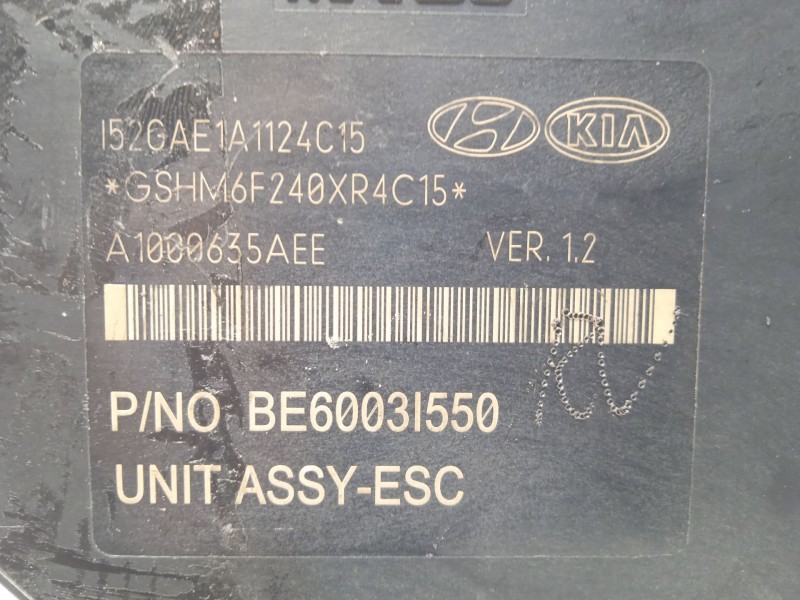 I52GAE1A1124C15
KIA
*GSHM6F240XR4C15*
A1000635AEE VER. 1.2
P/NO BE6003I550
UNIT ASSY-ESC